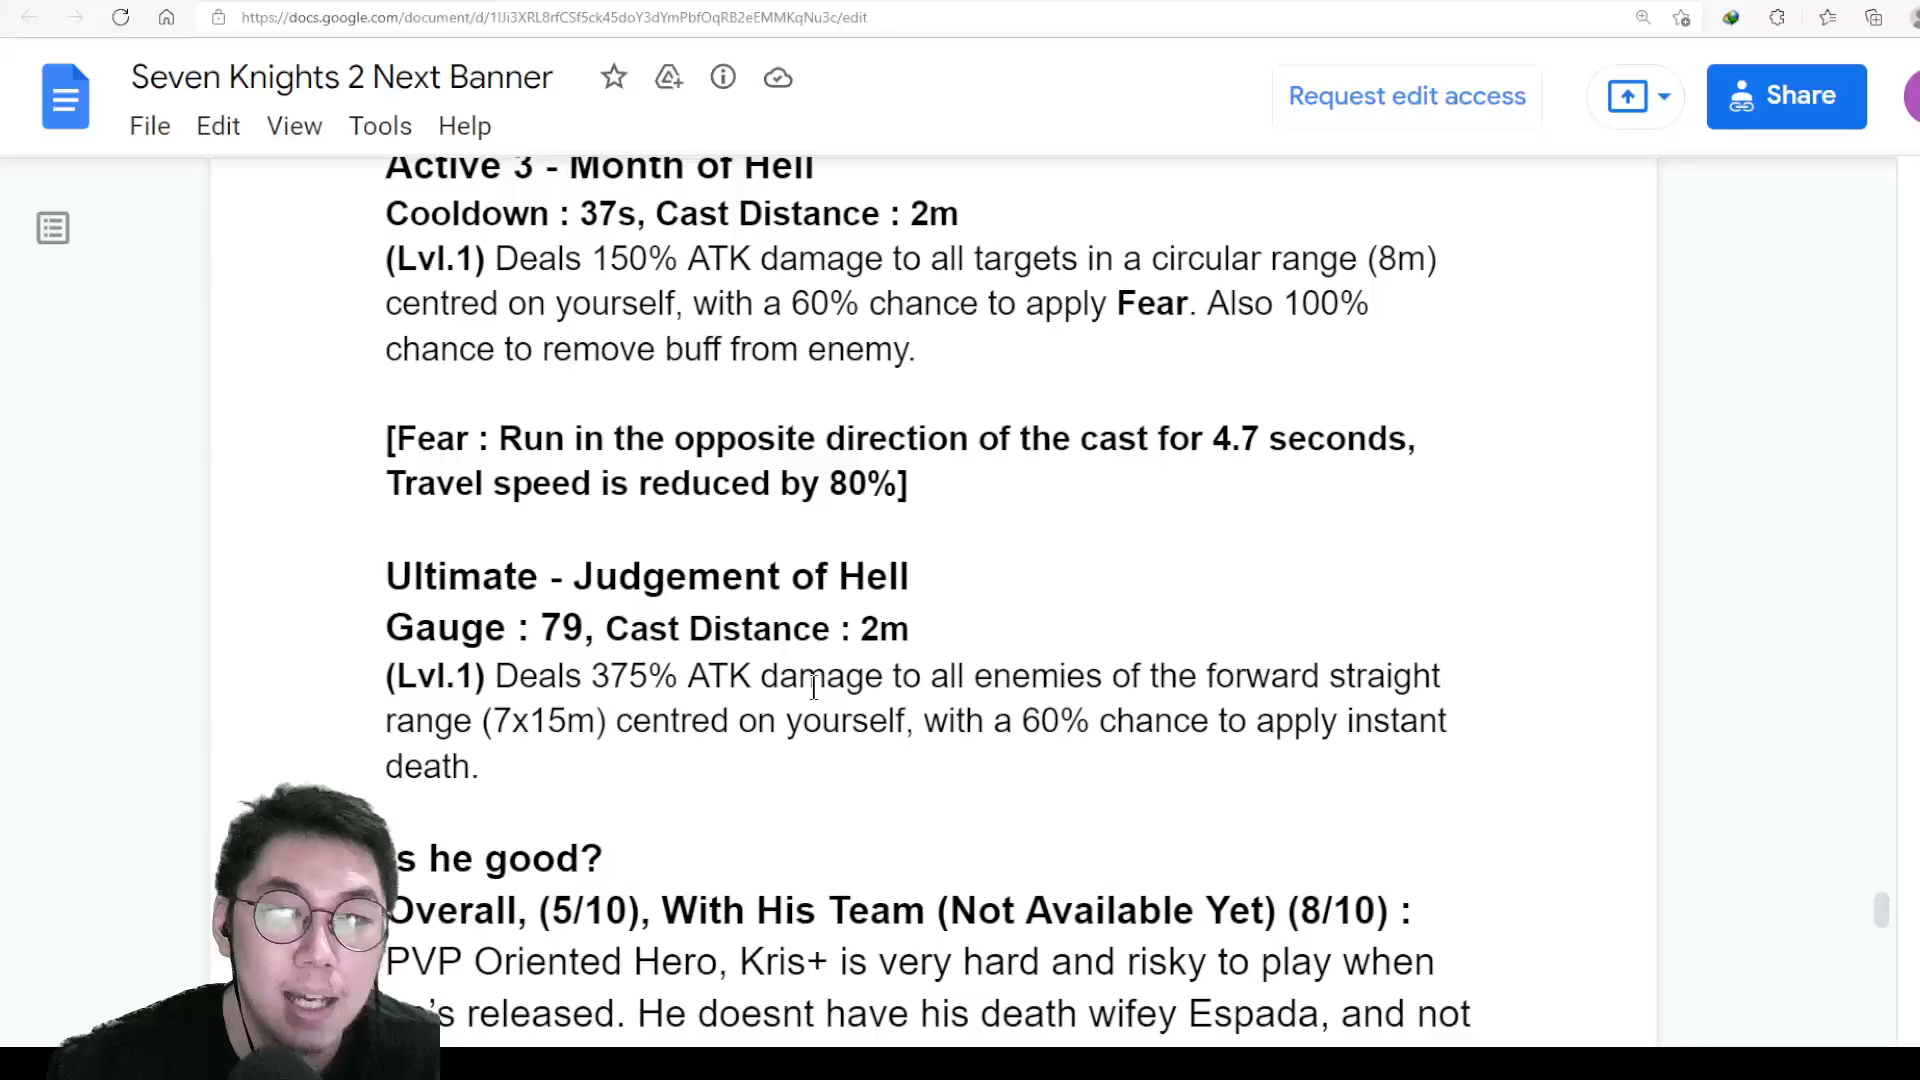 https://docs.google.com/document/d/1IJi3XRL8rfCSf5ck45doY3dYmPbfOqRB2eEMMKqNu3c/edit
Seven Knights 2 Next Banner
Request edit access
Share
File Edit View Tools Help
Active 3 - Month of Hell
Cooldown : 37s, Cast Distance : 2m
(Lvl.1) Deals 150% ATK damage to all targets in a circular range (8m)
centred on yourself, with a 60% chance to apply Fear. Also 100%
chance to remove buff from enemy.
[Fear : Run in the opposite direction of the cast for 4.7 seconds,
Travel speed is reduced by 80%]
Ultimate - Judgement of Hell
Gauge : 79, Cast Distance : 2m
(Lvl.1) Deals 375% ATK damage to all enemies of the forward straight
range (7x15m) centred on yourself, with a 60% chance to apply instant
death.
s he good?
Overall, (5/10), With His Team (Not Available Yet) (8/10) :
PVP Oriented Hero, Kris+ is very hard and risky to play when
's released. He doesnt have his death wifey Espada, and not